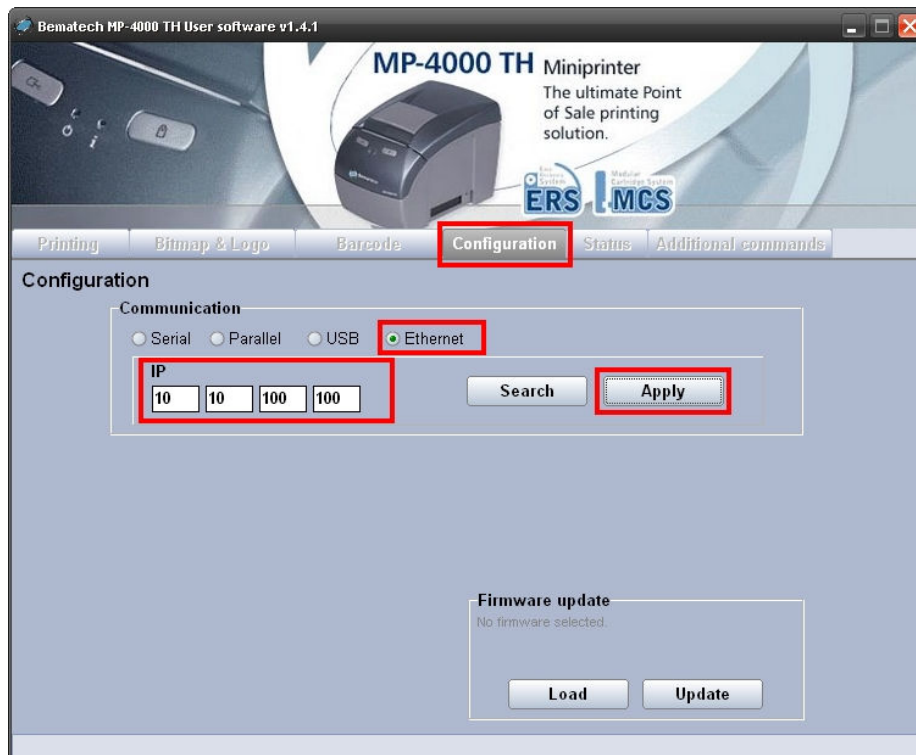 Bematech MP-4000 TH User software v1.4.1
MP-4000 TH Miniprinter
The ultimate Point
of Sale printing
solution.
ERS MCS
Printing Bitmap & Logo Barcode Configuration Status Additional commands
Configuration
Communication
Serial Parallel USB Ethernet
IP
10 10 100 100 Search Apply
Firmware update
No firmware selected.
Load Update